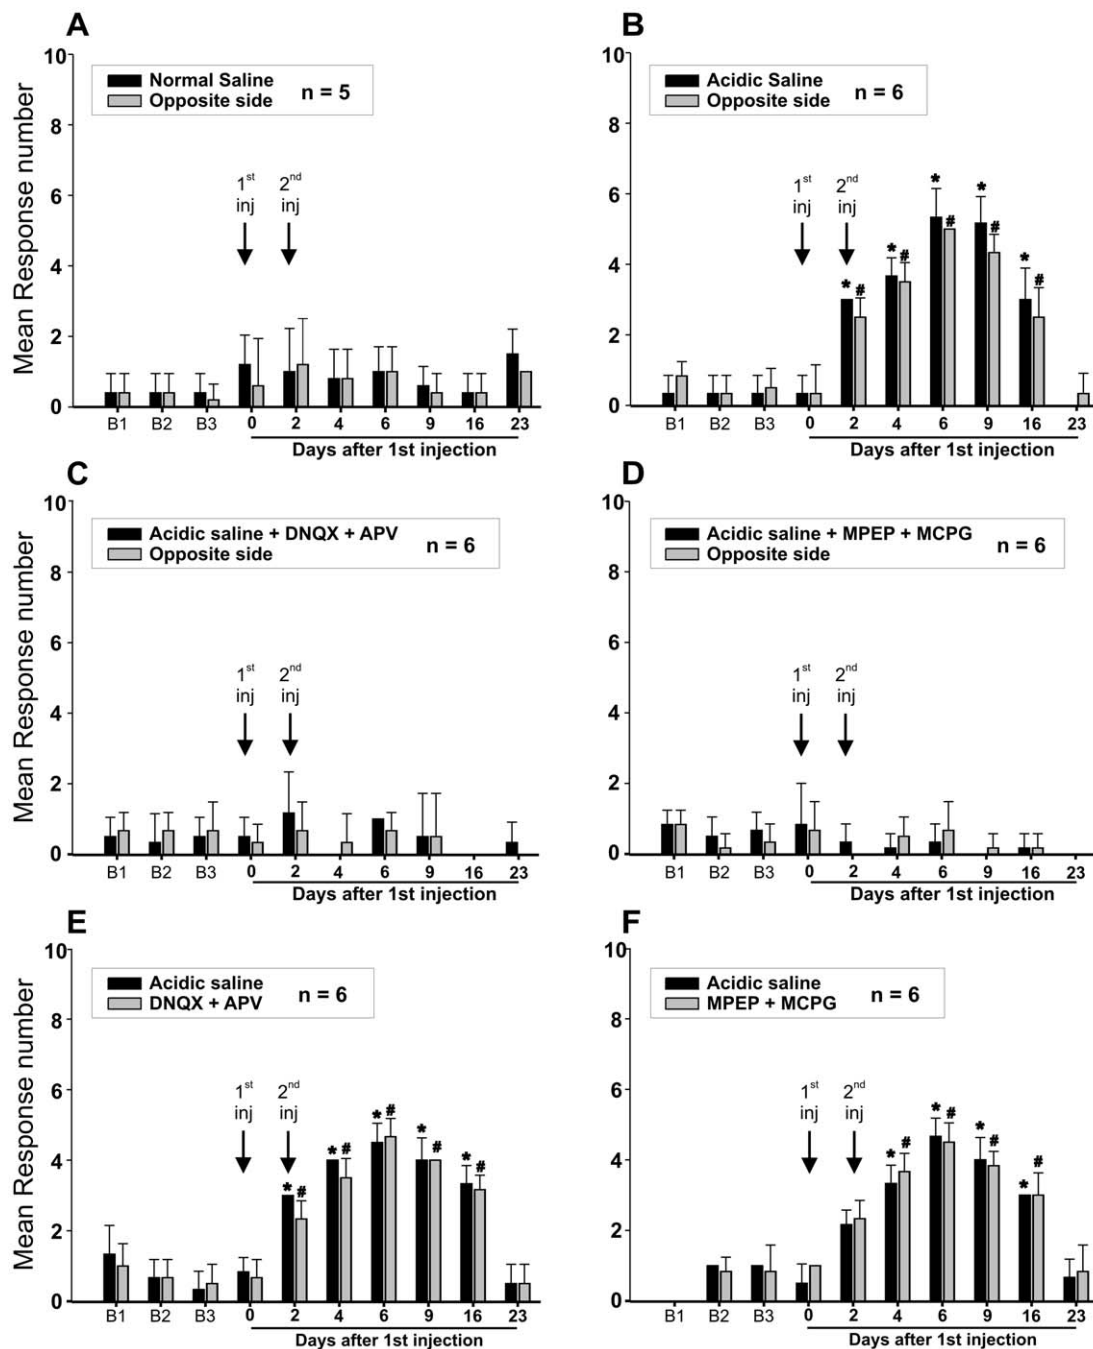 A
Mean Response number
10
8
6
4
2
0
Normal Saline
Opposite side
n = 5
1st
inj
2nd
inj
B1 B2 B3 0 2 4 6 9 16 23
Days after 1st injection
B
10
8
6
4
2
0
Acidic Saline
Opposite side
n = 6
1st
inj
2nd
inj
* # * # * # * # * #
B1 B2 B3 0 2 4 6 9 16 23
Days after 1st injection
C
Mean Response number
10
8
6
4
2
0
Acidic saline + DNQX + APV
Opposite side
n = 6
1st
inj
2nd
inj
B1 B2 B3 0 2 4 6 9 16 23
Days after 1st injection
D
10
8
6
4
2
0
Acidic saline + MPEP + MCPG
Opposite side
n = 6
1st
inj
2nd
inj
B1 B2 B3 0 2 4 6 9 16 23
Days after 1st injection
E
Mean Response number
10
8
6
4
2
0
Acidic saline
DNQX + APV
n = 6
1st
inj
2nd
inj
* # * # * # * # * #
B1 B2 B3 0 2 4 6 9 16 23
Days after 1st injection
F
10
8
6
4
2
0
Acidic saline
MPEP + MCPG
n = 6
1st
inj
2nd
inj
* # * # * # * #
B1 B2 B3 0 2 4 6 9 16 23
Days after 1st injection